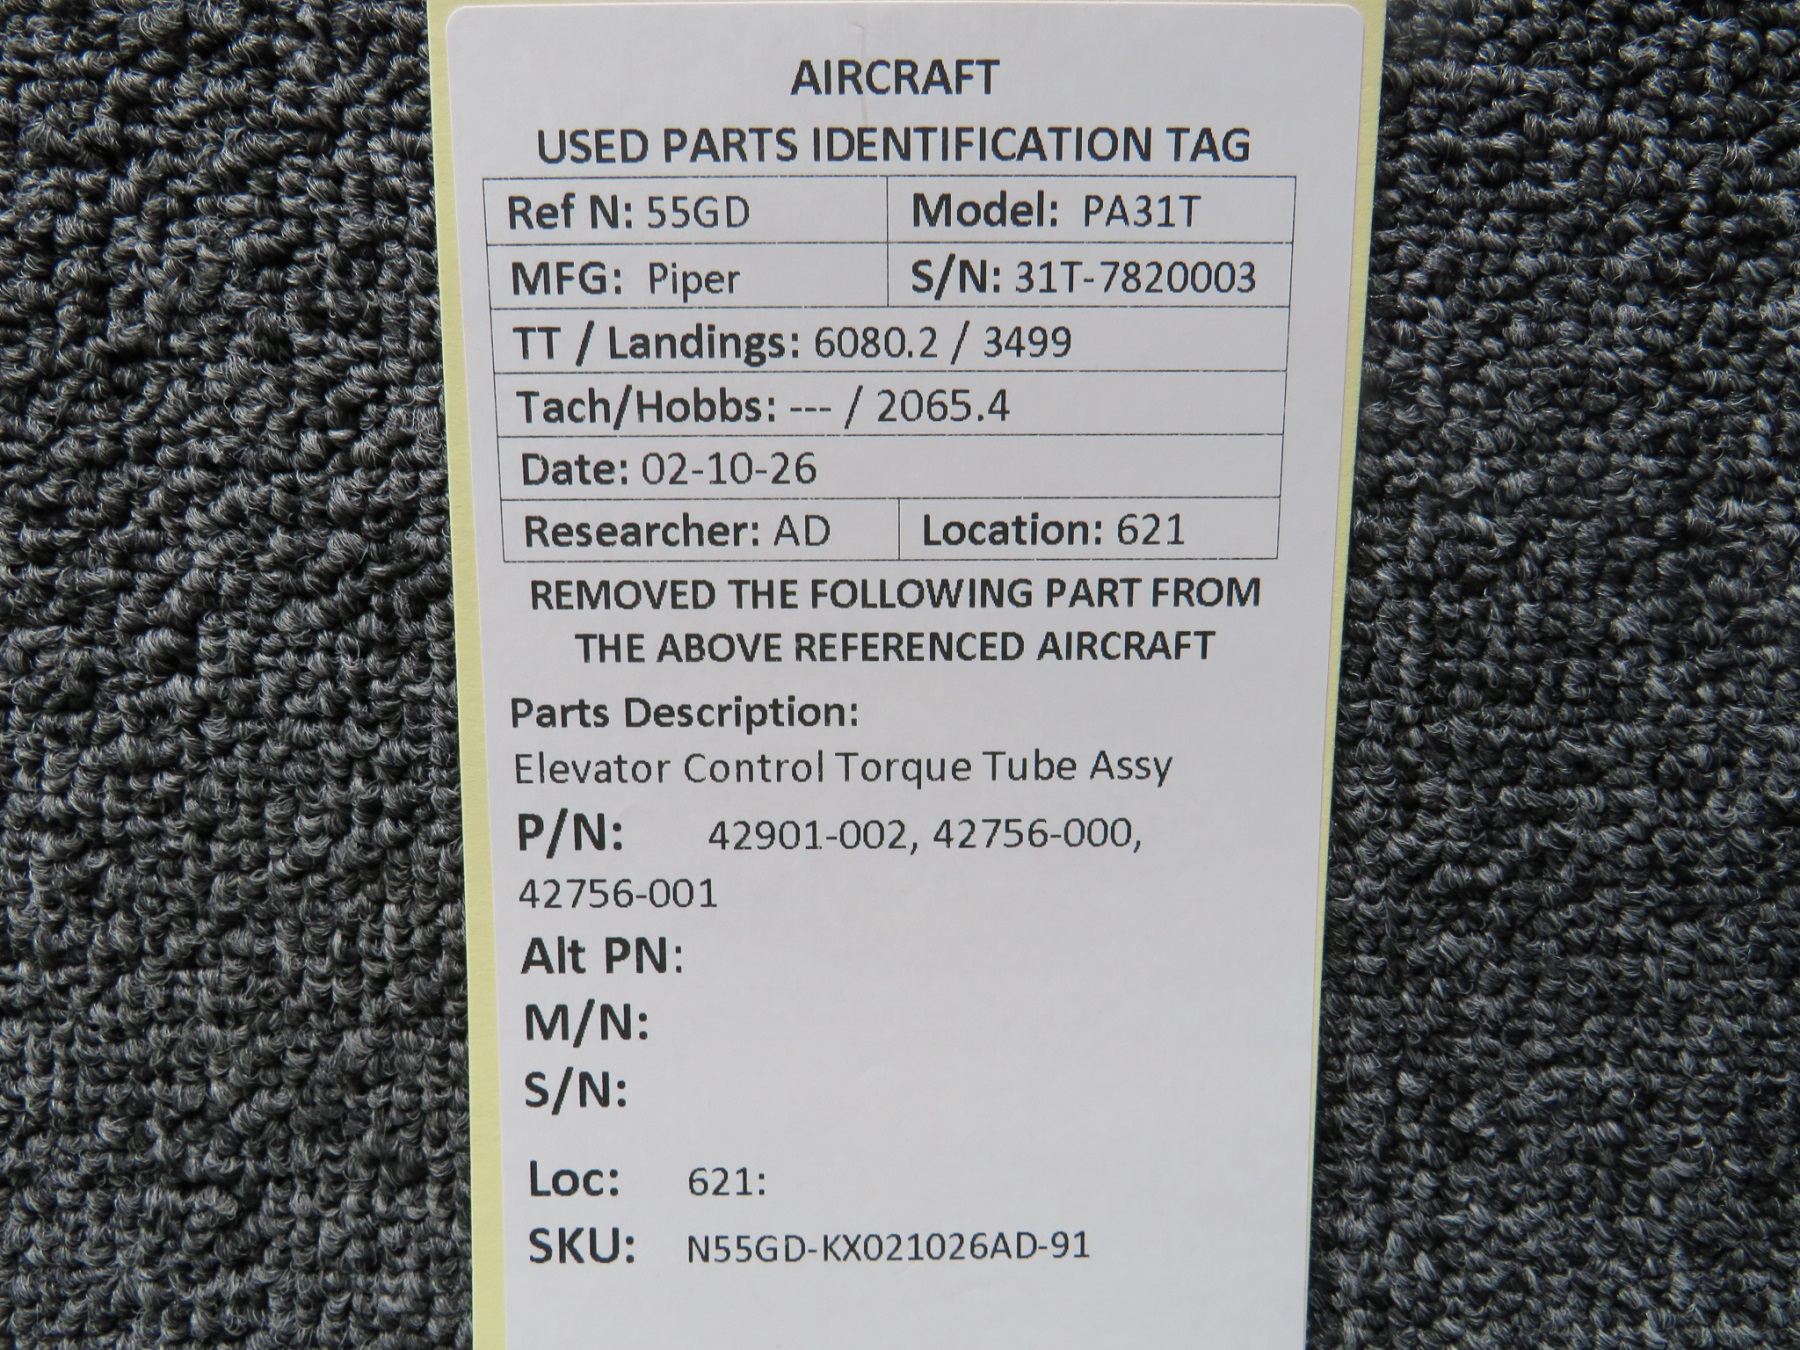 AIRCRAFT
USED PARTS IDENTIFICATION TAG
Ref N: 55GD Model: PA31T
MFG: Piper S/N: 31T-7820003
TT / Landings: 6080.2 / 3499
Tach/Hobbs: --- / 2065.4
Date: 02-10-26
Researcher: AD Location: 621
REMOVED THE FOLLOWING PART FROM
THE ABOVE REFERENCED AIRCRAFT
Parts Description:
Elevator Control Torque Tube Assy
P/N: 42901-002, 42756-000,
42756-001
Alt PN:
M/N:
S/N:
Loc: 621:
SKU: N55GD-KX021026AD-91